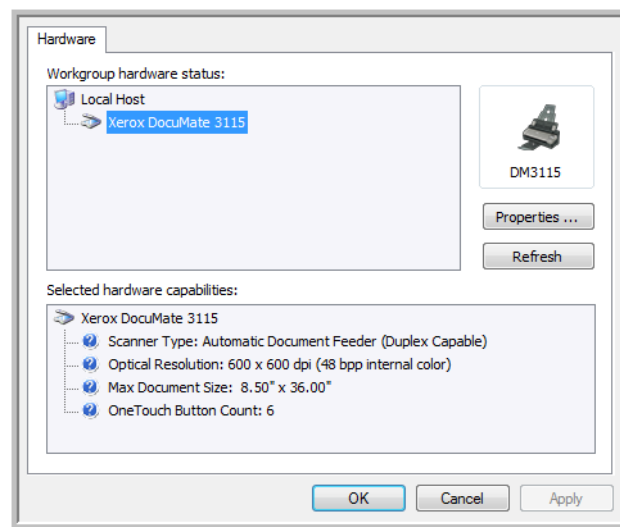 Hardware
Workgroup hardware status:
Local Host
Xerox DocuMate 3115
DM3115
Properties ...
Refresh
Selected hardware capabilities:
Xerox DocuMate 3115
Scanner Type: Automatic Document Feeder (Duplex Capable)
Optical Resolution: 600 x 600 dpi (48 bpp internal color)
Max Document Size:  8.50" x 36.00"
OneTouch Button Count: 6
OK Cancel Apply